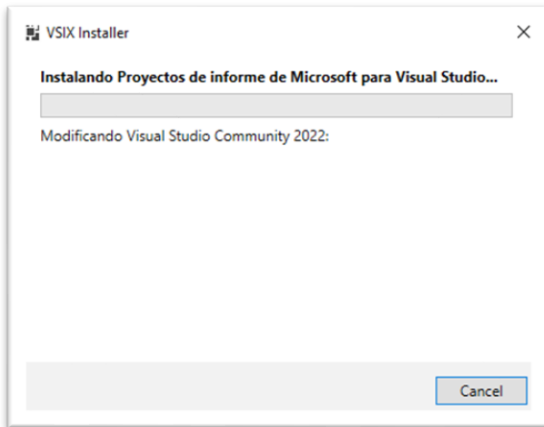 VSIX Installer
Instalando Proyectos de informe de Microsoft para Visual Studio...
Modificando Visual Studio Community 2022:
Cancel